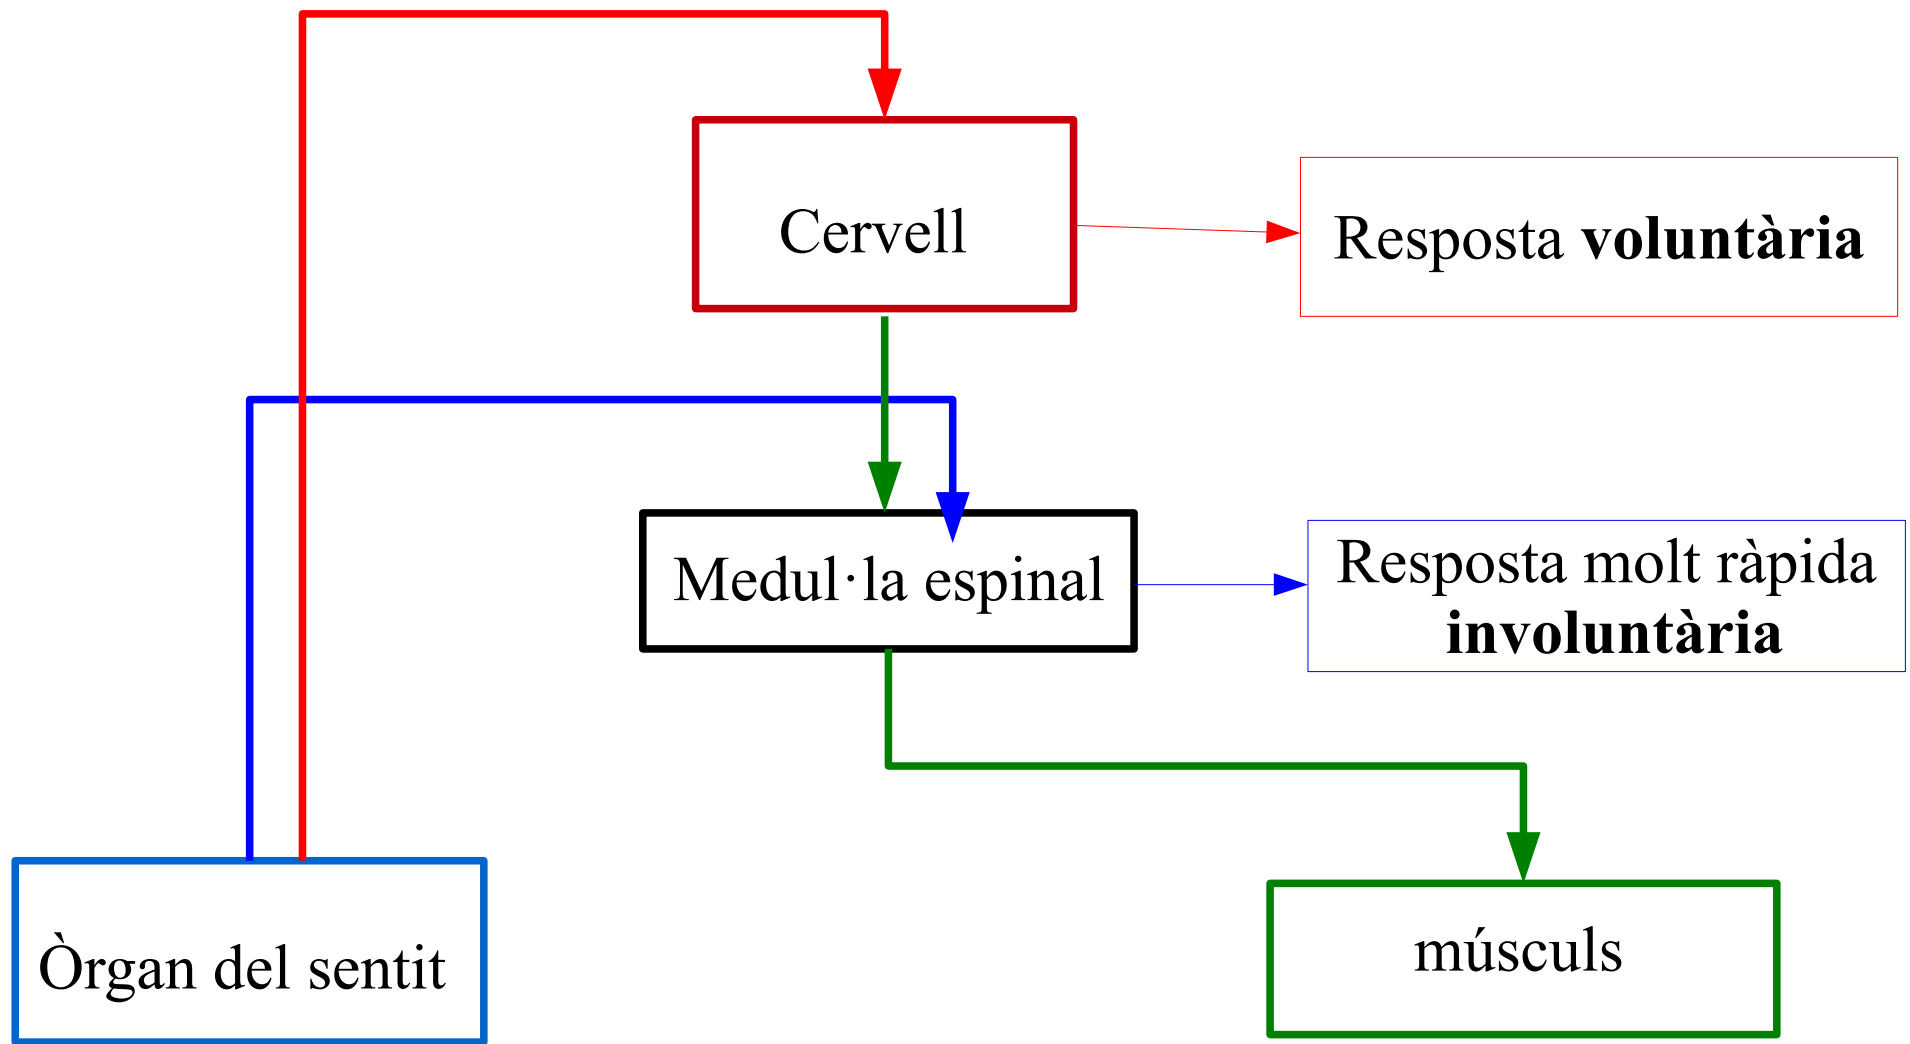 Cervell
Resposta voluntària
Medul·la espinal
Resposta molt ràpida
involuntària
Òrgan del sentit
músculs